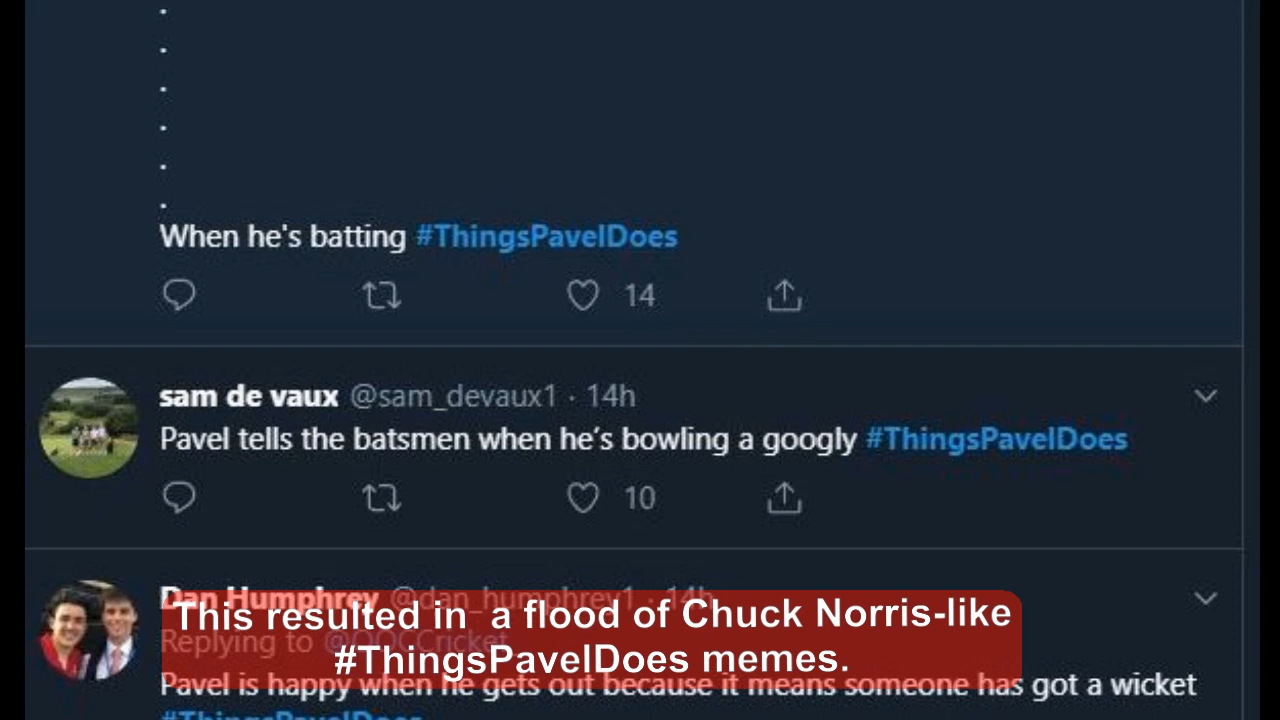 .
.
.
.
.
.
When he's batting #ThingsPavelDoes
14
sam de vaux @sam_devaux1 · 14h
Pavel tells the batsmen when he’s bowling a googly #ThingsPavelDoes
10
Dan Humphrey @dan_humphrey1 · 14h
This resulted in a flood of Chuck Norris-like
Replying to @OOCCricket
#ThingsPavelDoes memes.
Pavel is happy when he gets out because it means someone has got a wicket
#ThingsPavelDoes